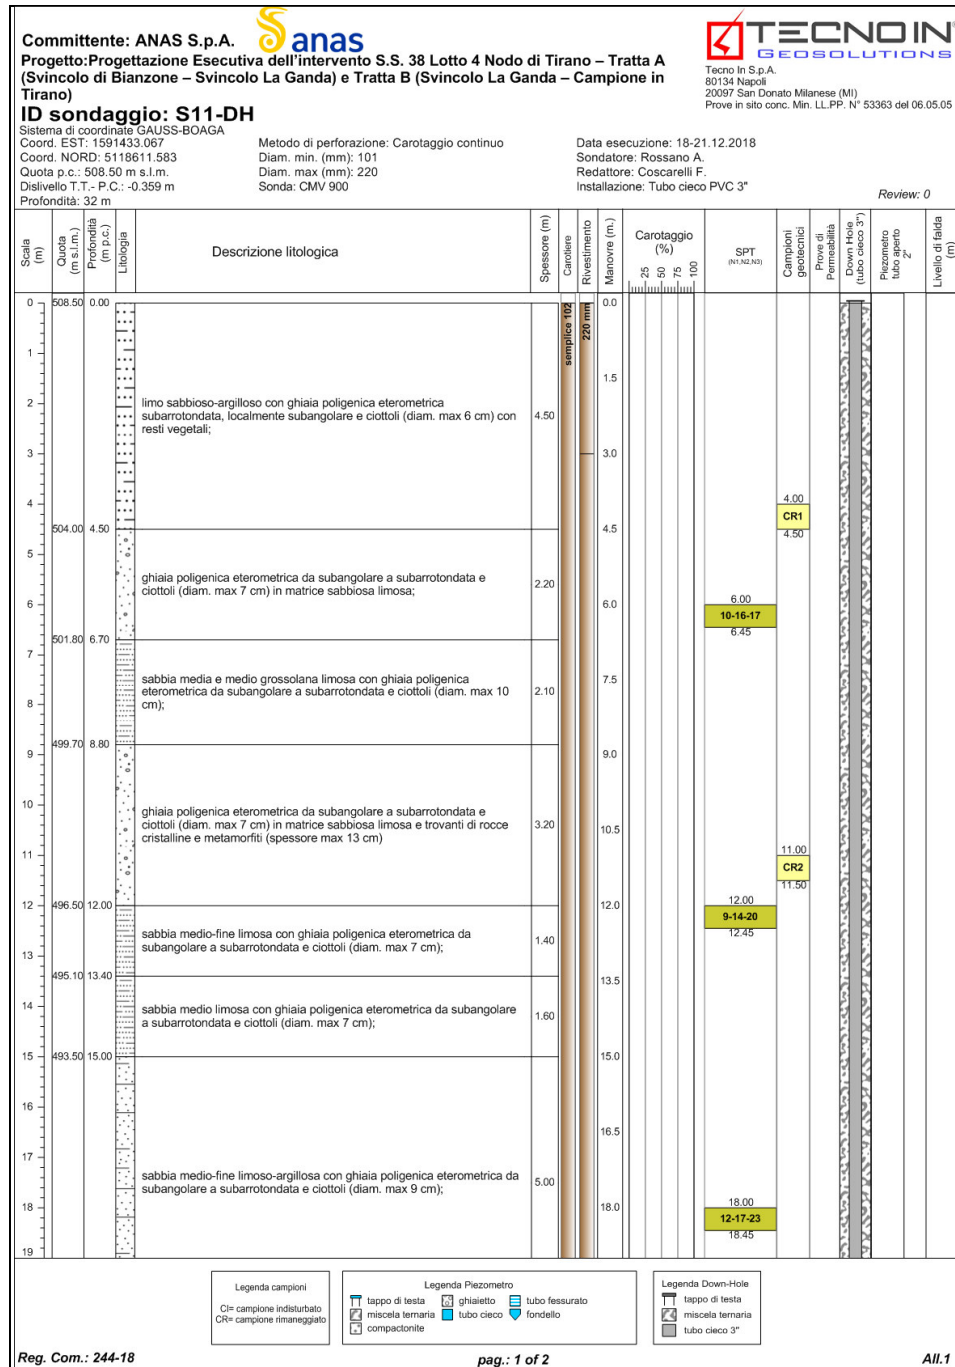 Committente: ANAS S.p.A.
anas
Progetto:Progettazione Esecutiva dell'intervento S.S. 38 Lotto 4 Nodo di Tirano – Tratta A
(Svincolo di Bianzone – Svincolo La Ganda) e Tratta B (Svincolo La Ganda – Campione in
Tirano)
ID sondaggio: S11-DH
TECNO IN
GEOSOLUTIONS
Tecno In S.p.A.
80134 Napoli
20097 San Donato Milanese (MI)
Prove in sito conc. Min. LL.PP. N° 53363 del 06.05.05
Sistema di coordinate GAUSS-BOAGA
Coord. EST: 1591433.067
Coord. NORD: 5118611.583
Quota p.c.: 508.50 m s.l.m.
Dislivello T.T.- P.C.: -0.359 m
Profondità: 32 m
Metodo di perforazione: Carotaggio continuo
Diam. min. (mm): 101
Diam. max (mm): 220
Sonda: CMV 900
Data esecuzione: 18-21.12.2018
Sondatore: Rossano A.
Redattore: Coscarelli F.
Installazione: Tubo cieco PVC 3"
Review: 0
Scala (m)
Quota (m s.l.m.)
Profondità (m p.c.)
Litologia
Descrizione litologica
Spessore (m)
Carotiere
Rivestimento
Manovre (m.)
Carotaggio (%)
25 50 75 100
SPT
(N1,N2,N3)
Campioni geotecnici
Prove di Permeabilità
Down Hole (tubo cieco 3")
Piezometro tubo aperto 2"
Livello di falda (m)
0 508.50 0.00
semplice 102
220 mm
0.0
1
1.5
2
limo sabbioso-argilloso con ghiaia poligenica eterometrica
subarrotondata, localmente subangolare e ciottoli (diam. max 6 cm) con
resti vegetali;
4.50
3
3.0
4
4.00
CR1
4.50
504.00 4.50
4.5
5
ghiaia poligenica eterometrica da subangolare a subarrotondata e
ciottoli (diam. max 7 cm) in matrice sabbiosa limosa;
2.20
6
6.0
6.00
10-16-17
6.45
501.80 6.70
7
sabbia media e medio grossolana limosa con ghiaia poligenica
eterometrica da subangolare a subarrotondata e ciottoli (diam. max 10
cm);
2.10
7.5
8
499.70 8.80
9
9.0
10
ghiaia poligenica eterometrica da subangolare a subarrotondata e
ciottoli (diam. max 7 cm) in matrice sabbiosa limosa e trovanti di rocce
cristalline e metamorfiti (spessore max 13 cm)
3.20
10.5
11
11.00
CR2
11.50
12
496.50 12.00
12.0
12.00
9-14-20
12.45
sabbia medio-fine limosa con ghiaia poligenica eterometrica da
subangolare a subarrotondata e ciottoli (diam. max 7 cm);
1.40
13
495.10 13.40
13.5
14
sabbia medio limosa con ghiaia poligenica eterometrica da subangolare
a subarrotondata e ciottoli (diam. max 7 cm);
1.60
15
493.50 15.00
15.0
16
16.5
17
sabbia medio-fine limoso-argillosa con ghiaia poligenica eterometrica da
subangolare a subarrotondata e ciottoli (diam. max 9 cm);
5.00
18
18.0
18.00
12-17-23
18.45
19
Legenda campioni
CI= campione indisturbato
CR= campione rimaneggiato
Legenda Piezometro
tappo di testa
ghiaietto
tubo fessurato
miscela ternaria
tubo cieco
fondello
compactonite
Legenda Down-Hole
tappo di testa
miscela ternaria
tubo cieco 3"
Reg. Com.: 244-18
pag.: 1 of 2
All.1